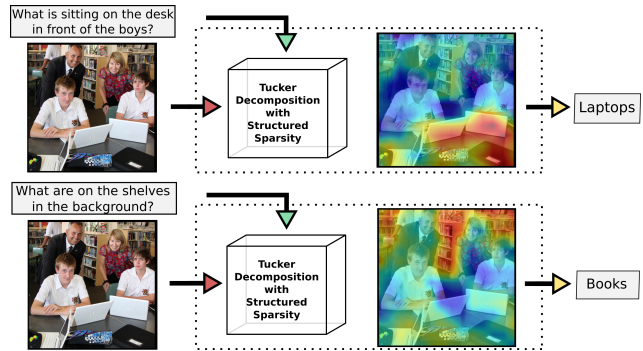 What is sitting on the desk
in front of the boys?
Tucker
Decomposition
with
Structured
Sparsity
Laptops
What are on the shelves
in the background?
Tucker
Decomposition
with
Structured
Sparsity
Books